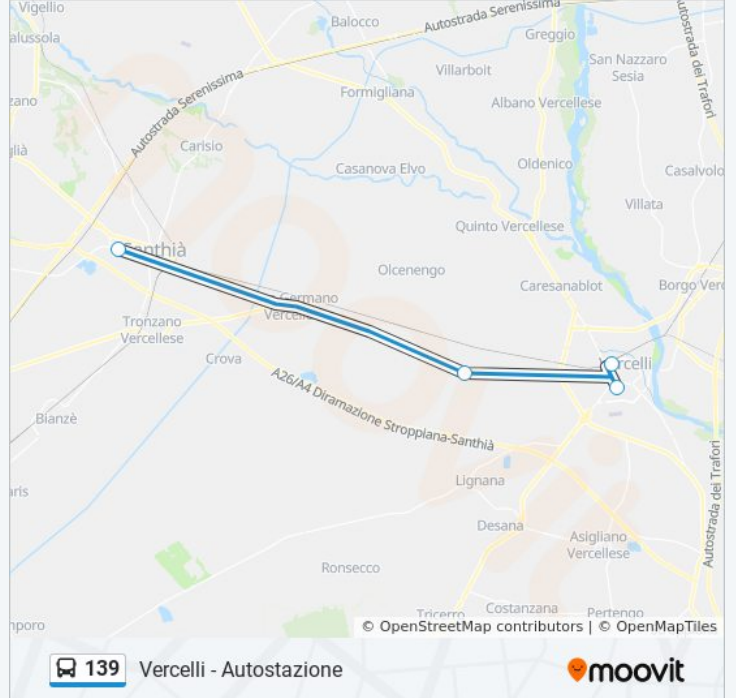 Vigellio
alussola
Balocco
Autostrada Serenissima
Greggio
Autostrada dei Trafori
San Nazzaro
Sesia
Villarboit
zano
Formigliana
Albano Vercellese
Autostrada Serenissima
glià
Carisio
Casanova Elvo
Oldenico
Casalvolo
Villata
Quinto Vercellese
Santhià
Olcenengo
Caresanablot
Borgo Verc
Germano
Vercell
Tronzano
Vercellese
Crova
Vercelli
A26/A4 Diramazione Stroppiana-Santhià
Bianzè
Lignana
aris
Desana
Asigliano
Vercellese
Autostrada dei Trafori
Ronsecco
Tricerro
Costanzana
Pertengo
mporo
© OpenStreetMap contributors | © OpenMapTiles
139
Vercelli - Autostazione
moovit